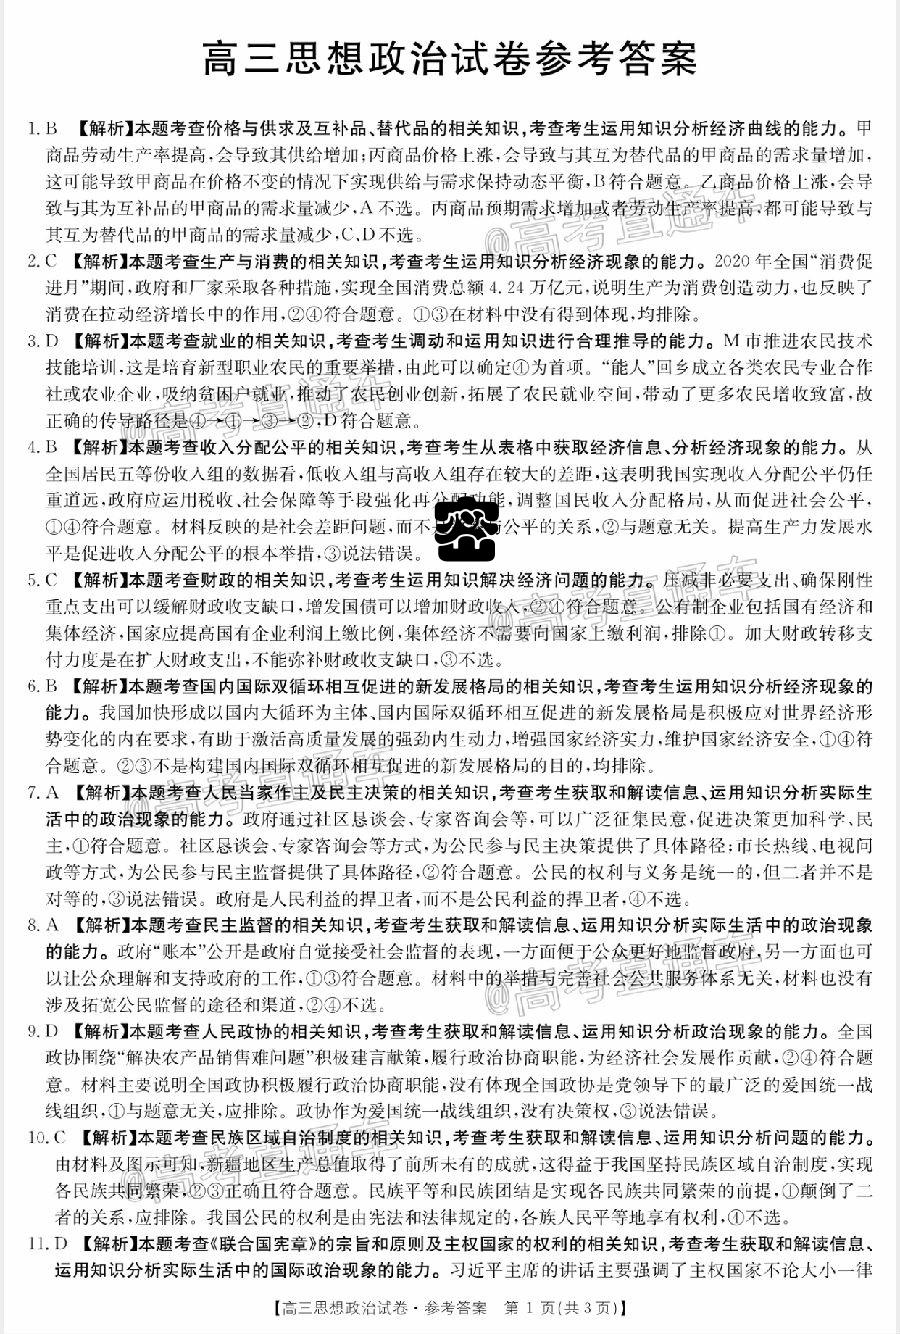 高三思想政治试卷参考答案
1. B 【解析】本题考查价格与供求及互补品、替代品的相关知识,考查考生运用知识分析经济曲线的能力。甲
商品劳动生产率提高,会导致其供给增加;丙商品价格上涨,会导致与其互为替代品的甲商品的需求量增加,
这可能导致甲商品在价格不变的情况下实现供给与需求保持动态平衡,B符合题意。乙商品价格上涨,会导
致与其为互补品的甲商品的需求量减少,A不选。丙商品预期需求增加或者劳动生产率提高,都可能导致与
其互为替代品的甲商品的需求量减少,C、D不选。
2. C 【解析】本题考查生产与消费的相关知识,考查考生运用知识分析经济现象的能力。2020年全国“消费促
进月”期间,政府和厂家采取各种措施,实现全国消费总额4.24万亿元,说明生产为消费创造动力,也反映了
消费在拉动经济增长中的作用,②④符合题意。①③在材料中没有得到体现,均排除。
3. D 【解析】本题考查就业的相关知识,考查考生调动和运用知识进行合理推导的能力。M市推进农民技术
技能培训,这是培育新型职业农民的重要举措,由此可以确定④为首项。“能人”回乡成立各类农民专业合作
社或农业企业,吸纳贫困户就业,推动了农民创业创新,拓展了农民就业空间,带动了更多农民增收致富,故
正确的传导路径是④→①→③→②,D符合题意。
4. B 【解析】本题考查收入分配公平的相关知识,考查考生从表格中获取经济信息、分析经济现象的能力。从
全国居民五等份收入组的数据看,低收入组与高收入组存在较大的差距,这表明我国实现收入分配公平仍任
重道远,政府应运用税收、社会保障等手段强化再分配功能,调整国民收入分配格局,从而促进社会公平,
①④符合题意。材料反映的是社会差距问题,而不 公平的关系,②与题意无关。提高生产力发展水
平是促进收入分配公平的根本举措,③说法错误。
5. C 【解析】本题考查财政的相关知识,考查考生运用知识解决经济问题的能力。压减非必要支出、确保刚性
重点支出可以缓解财政收支缺口,增发国债可以增加财政收入,②④符合题意。公有制企业包括国有经济和
集体经济,国家应提高国有企业利润上缴比例,集体经济不需要向国家上缴利润,排除①。加大财政转移支
付力度是在扩大财政支出,不能弥补财政收支缺口,③不选。
6. B 【解析】本题考查国内国际双循环相互促进的新发展格局的相关知识,考查考生运用知识分析经济现象的
能力。我国加快形成以国内大循环为主体、国内国际双循环相互促进的新发展格局是积极应对世界经济形
势变化的内在要求,有助于激活高质量发展的强劲内生动力,增强国家经济实力,维护国家经济安全,①④符
合题意。②③不是构建国内国际双循环相互促进的新发展格局的目的,均排除。
7. A 【解析】本题考查人民当家作主及民主决策的相关知识,考查考生获取和解读信息、运用知识分析实际生
活中的政治现象的能力。政府通过社区恳谈会、专家咨询会等,可以广泛征集民意,促进决策更加科学、民
主,①符合题意。社区恳谈会、专家咨询会等方式,为公民参与民主决策提供了具体路径;市长热线、电视问
政等方式,为公民参与民主监督提供了具体路径,②符合题意。公民的权利与义务是统一的,但二者并不是
对等的,③说法错误。政府是人民利益的捍卫者,而不是公民利益的捍卫者,④不选。
8. A 【解析】本题考查民主监督的相关知识,考查考生获取和解读信息、运用知识分析实际生活中的政治现象
的能力。政府“账本”公开是政府自觉接受社会监督的表现,一方面便于公众更好地监督政府,另一方面也可
以让公众理解和支持政府的工作,①③符合题意。材料中的举措与完善社会公共服务体系无关,材料也没有
涉及拓宽公民监督的途径和渠道,②④不选。
9. D 【解析】本题考查人民政协的相关知识,考查考生获取和解读信息、运用知识分析政治现象的能力。全国
政协围绕“解决农产品销售难问题”积极建言献策,履行政治协商职能,为经济社会发展作贡献,②④符合题
意。材料主要说明全国政协积极履行政治协商职能,没有体现全国政协是党领导下的最广泛的爱国统一战
线组织,①与题意无关,应排除。政协作为爱国统一战线组织,没有决策权,③说法错误。
10. C 【解析】本题考查民族区域自治制度的相关知识,考查考生获取和解读信息、运用知识分析问题的能力。
由材料及图示可知,新疆地区生产总值取得了前所未有的成就,这得益于我国坚持民族区域自治制度,实现
各民族共同繁荣,②③正确且符合题意。民族平等和民族团结是实现各民族共同繁荣的前提,①颠倒了二
者的关系,应排除。我国公民的权利是由宪法和法律规定的,各族人民平等地享有权利,④不选。
11. D 【解析】本题考查《联合国宪章》的宗旨和原则及主权国家的权利的相关知识,考查考生获取和解读信息、
运用知识分析实际生活中的国际政治现象的能力。习近平主席的讲话主要强调了主权国家不论大小一律
【高三思想政治试卷·参考答案 第1页(共3页)】
@高考直通车
@高考直通车
@高考直通车
@高考直通车
@高考直通车
@高考直通车